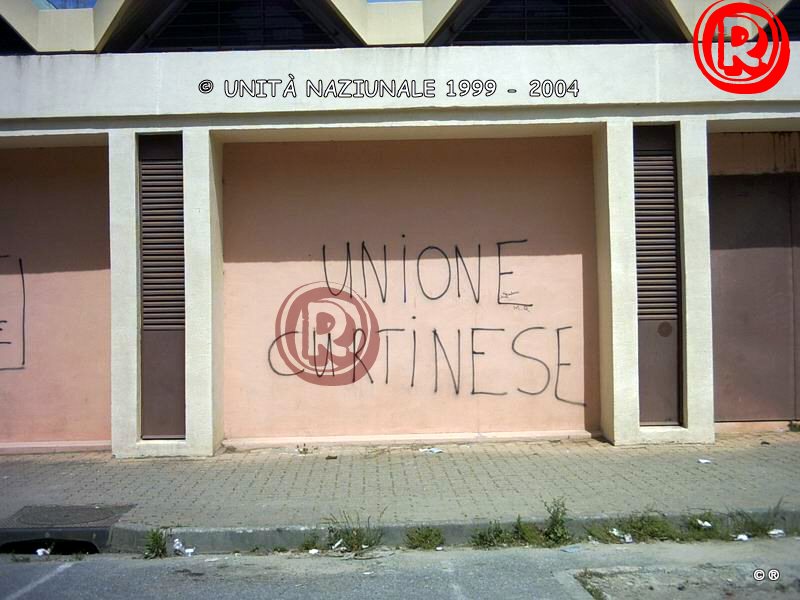 R
© UNITÀ NAZIUNALE 1999 - 2004
UNIONE
CURTINESE
R
© ®